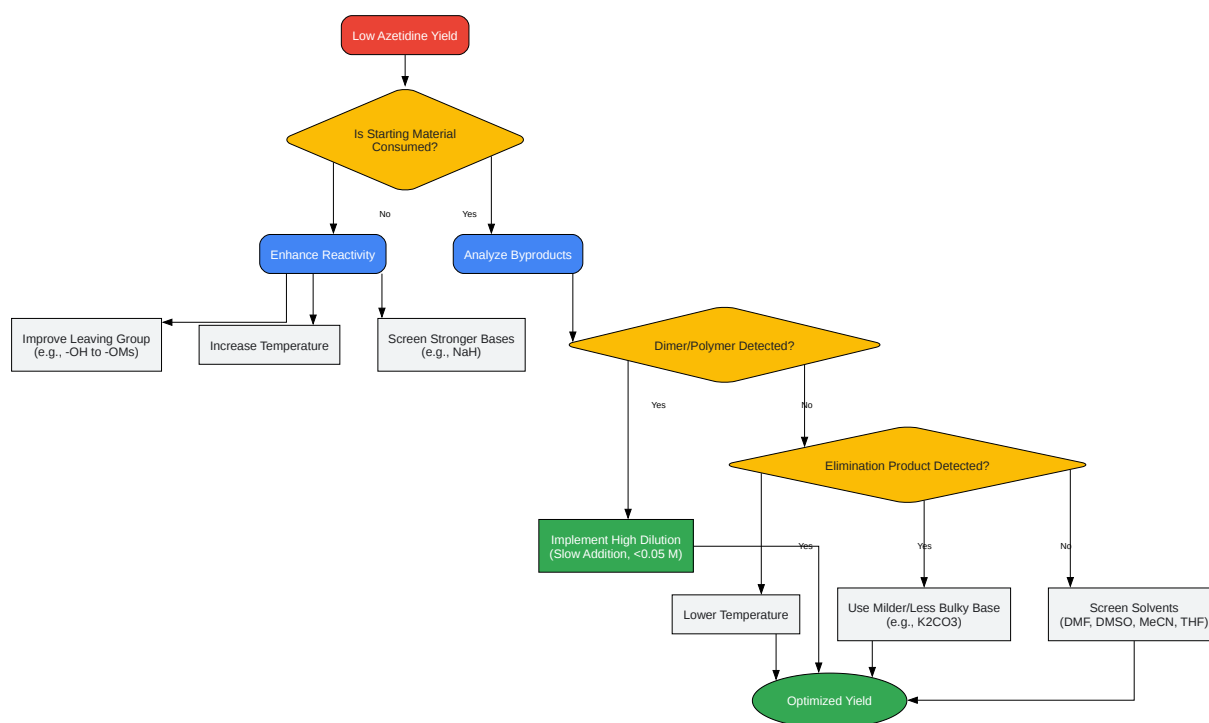 Low Azetidine Yield
Is Starting Material
Consumed?
No
Yes
Enhance Reactivity
Analyze Byproducts
Improve Leaving Group
(e.g., -OH to -OMs)
Increase Temperature
Screen Stronger Bases
(e.g., NaH)
Dimer/Polymer Detected?
Yes
No
Elimination Product Detected?
Implement High Dilution
(Slow Addition, <0.05 M)
Yes
Yes
No
Lower Temperature
Use Milder/Less Bulky Base
(e.g., K2CO3)
Screen Solvents
(DMF, DMSO, MeCN, THF)
Optimized Yield